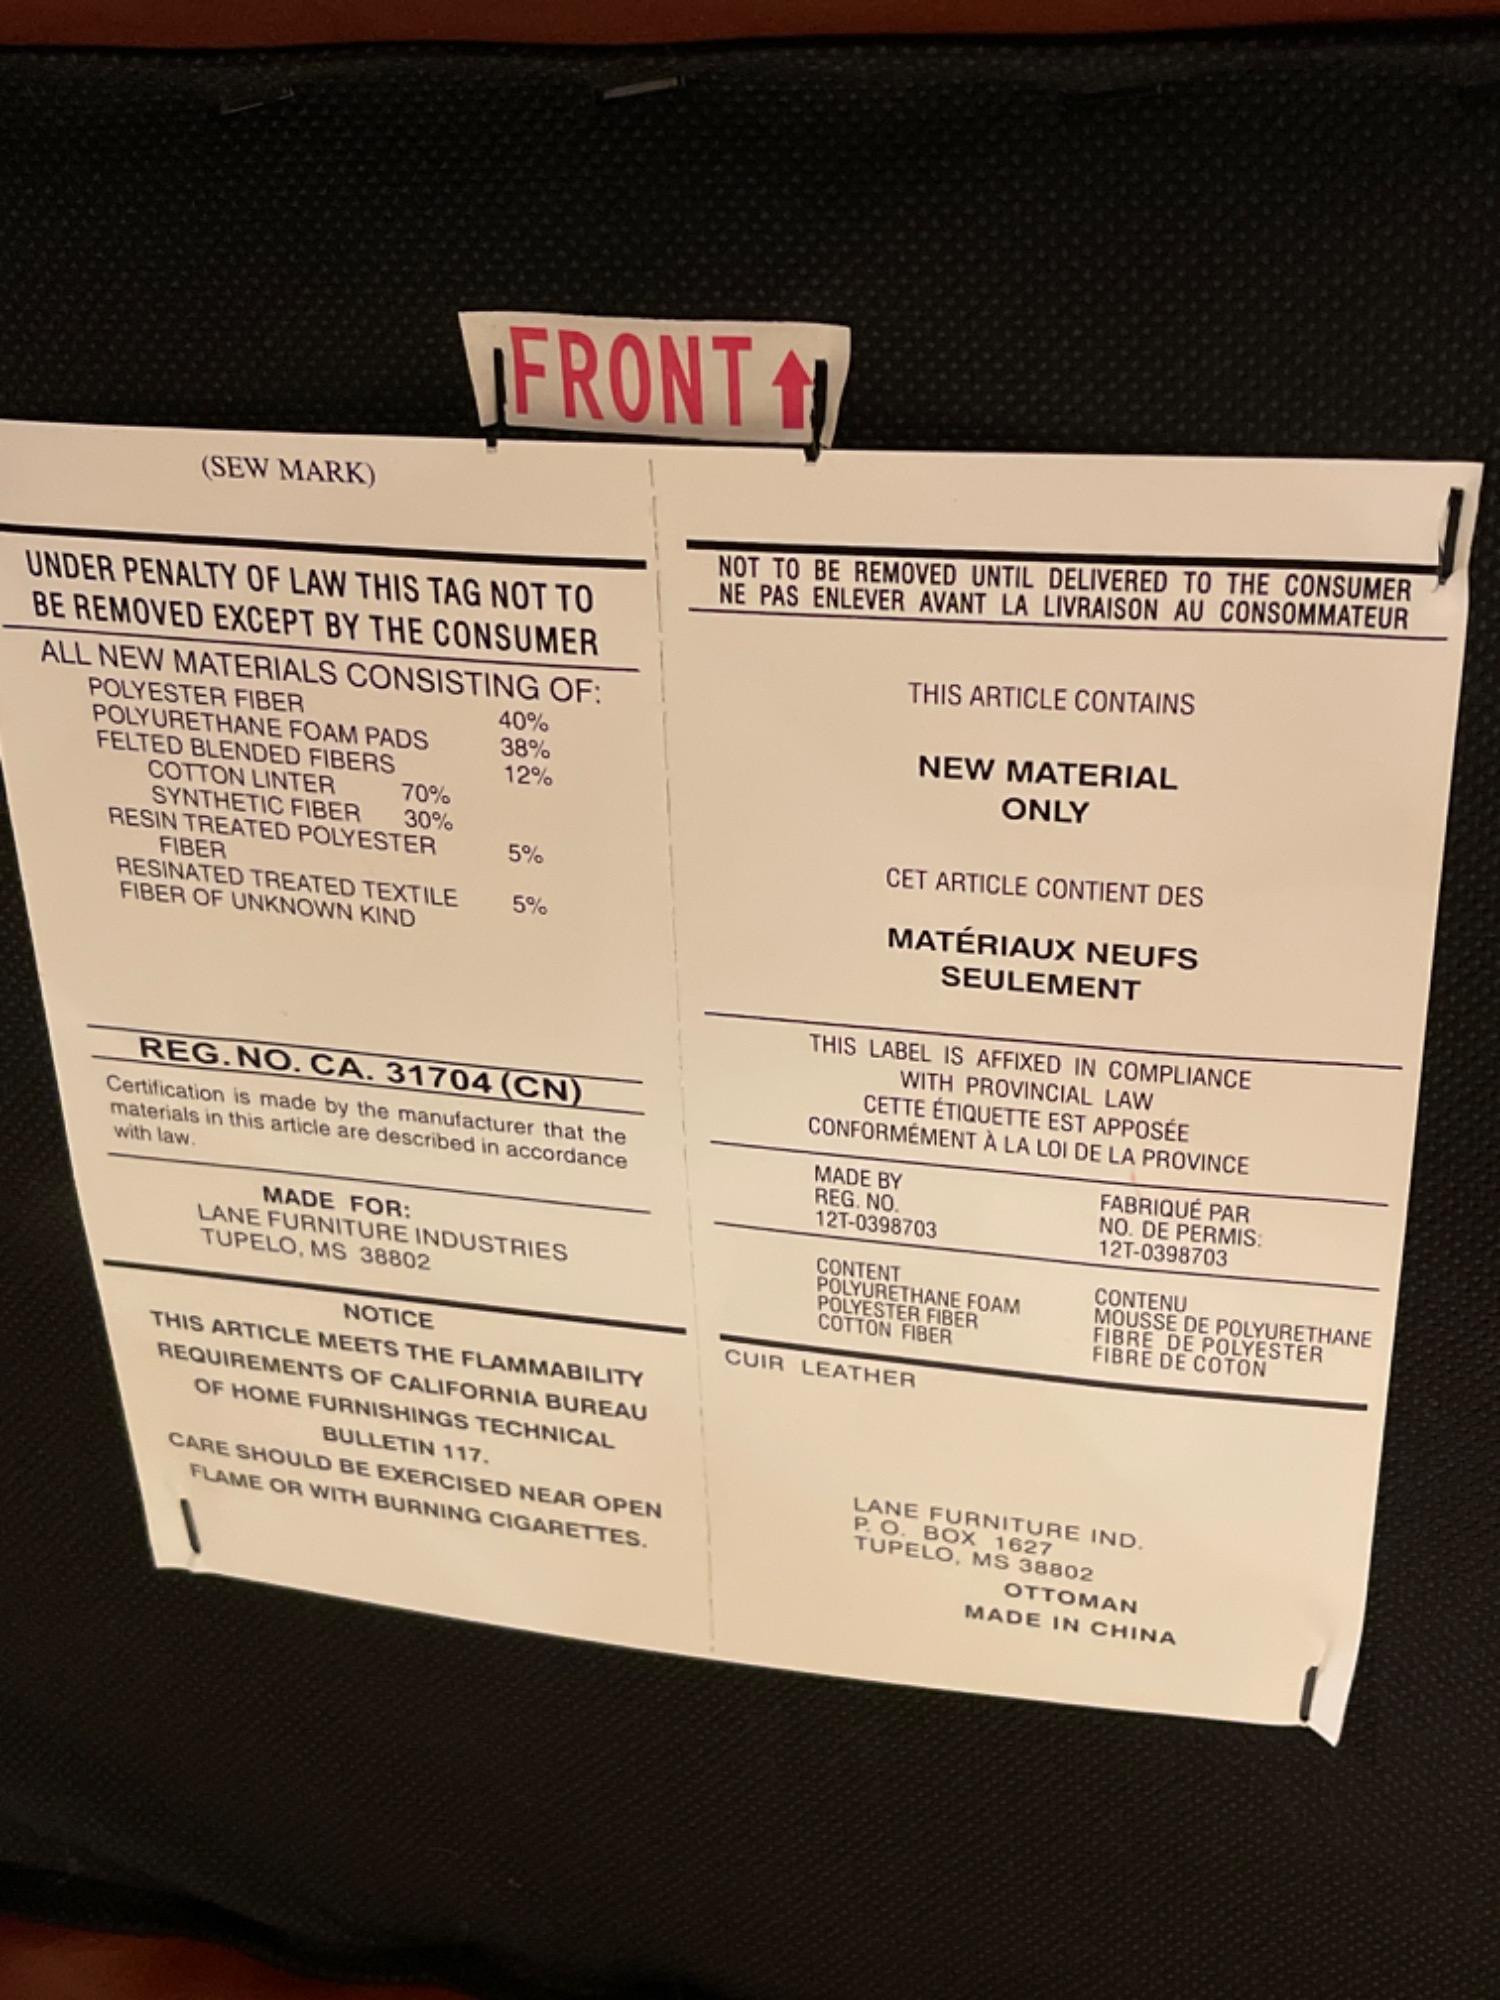 FRONT ↑
(SEW MARK)
UNDER PENALTY OF LAW THIS TAG NOT TO
BE REMOVED EXCEPT BY THE CONSUMER
ALL NEW MATERIALS CONSISTING OF:
POLYESTER FIBER 40%
POLYURETHANE FOAM PADS 38%
FELTED BLENDED FIBERS 12%
COTTON LINTER 70%
SYNTHETIC FIBER 30%
RESIN TREATED POLYESTER
FIBER 5%
RESINATED TREATED TEXTILE
FIBER OF UNKNOWN KIND 5%
REG. NO. CA. 31704 (CN)
Certification is made by the manufacturer that the
materials in this article are described in accordance
with law.
MADE FOR:
LANE FURNITURE INDUSTRIES
TUPELO, MS 38802
NOTICE
THIS ARTICLE MEETS THE FLAMMABILITY
REQUIREMENTS OF CALIFORNIA BUREAU
OF HOME FURNISHINGS TECHNICAL
BULLETIN 117.
CARE SHOULD BE EXERCISED NEAR OPEN
FLAME OR WITH BURNING CIGARETTES.
NOT TO BE REMOVED UNTIL DELIVERED TO THE CONSUMER
NE PAS ENLEVER AVANT LA LIVRAISON AU CONSOMMATEUR
THIS ARTICLE CONTAINS
NEW MATERIAL
ONLY
CET ARTICLE CONTIENT DES
MATÉRIAUX NEUFS
SEULEMENT
THIS LABEL IS AFFIXED IN COMPLIANCE
WITH PROVINCIAL LAW
CETTE ÉTIQUETTE EST APPOSÉE
CONFORMÉMENT À LA LOI DE LA PROVINCE
MADE BY
REG. NO.
12T-0398703
FABRIQUÉ PAR
NO. DE PERMIS:
12T-0398703
CONTENT
POLYURETHANE FOAM
POLYESTER FIBER
COTTON FIBER
CONTENU
MOUSSE DE POLYURETHANE
FIBRE DE POLYESTER
FIBRE DE COTON
CUIR LEATHER
LANE FURNITURE IND.
P. O. BOX 1627
TUPELO, MS 38802
OTTOMAN
MADE IN CHINA